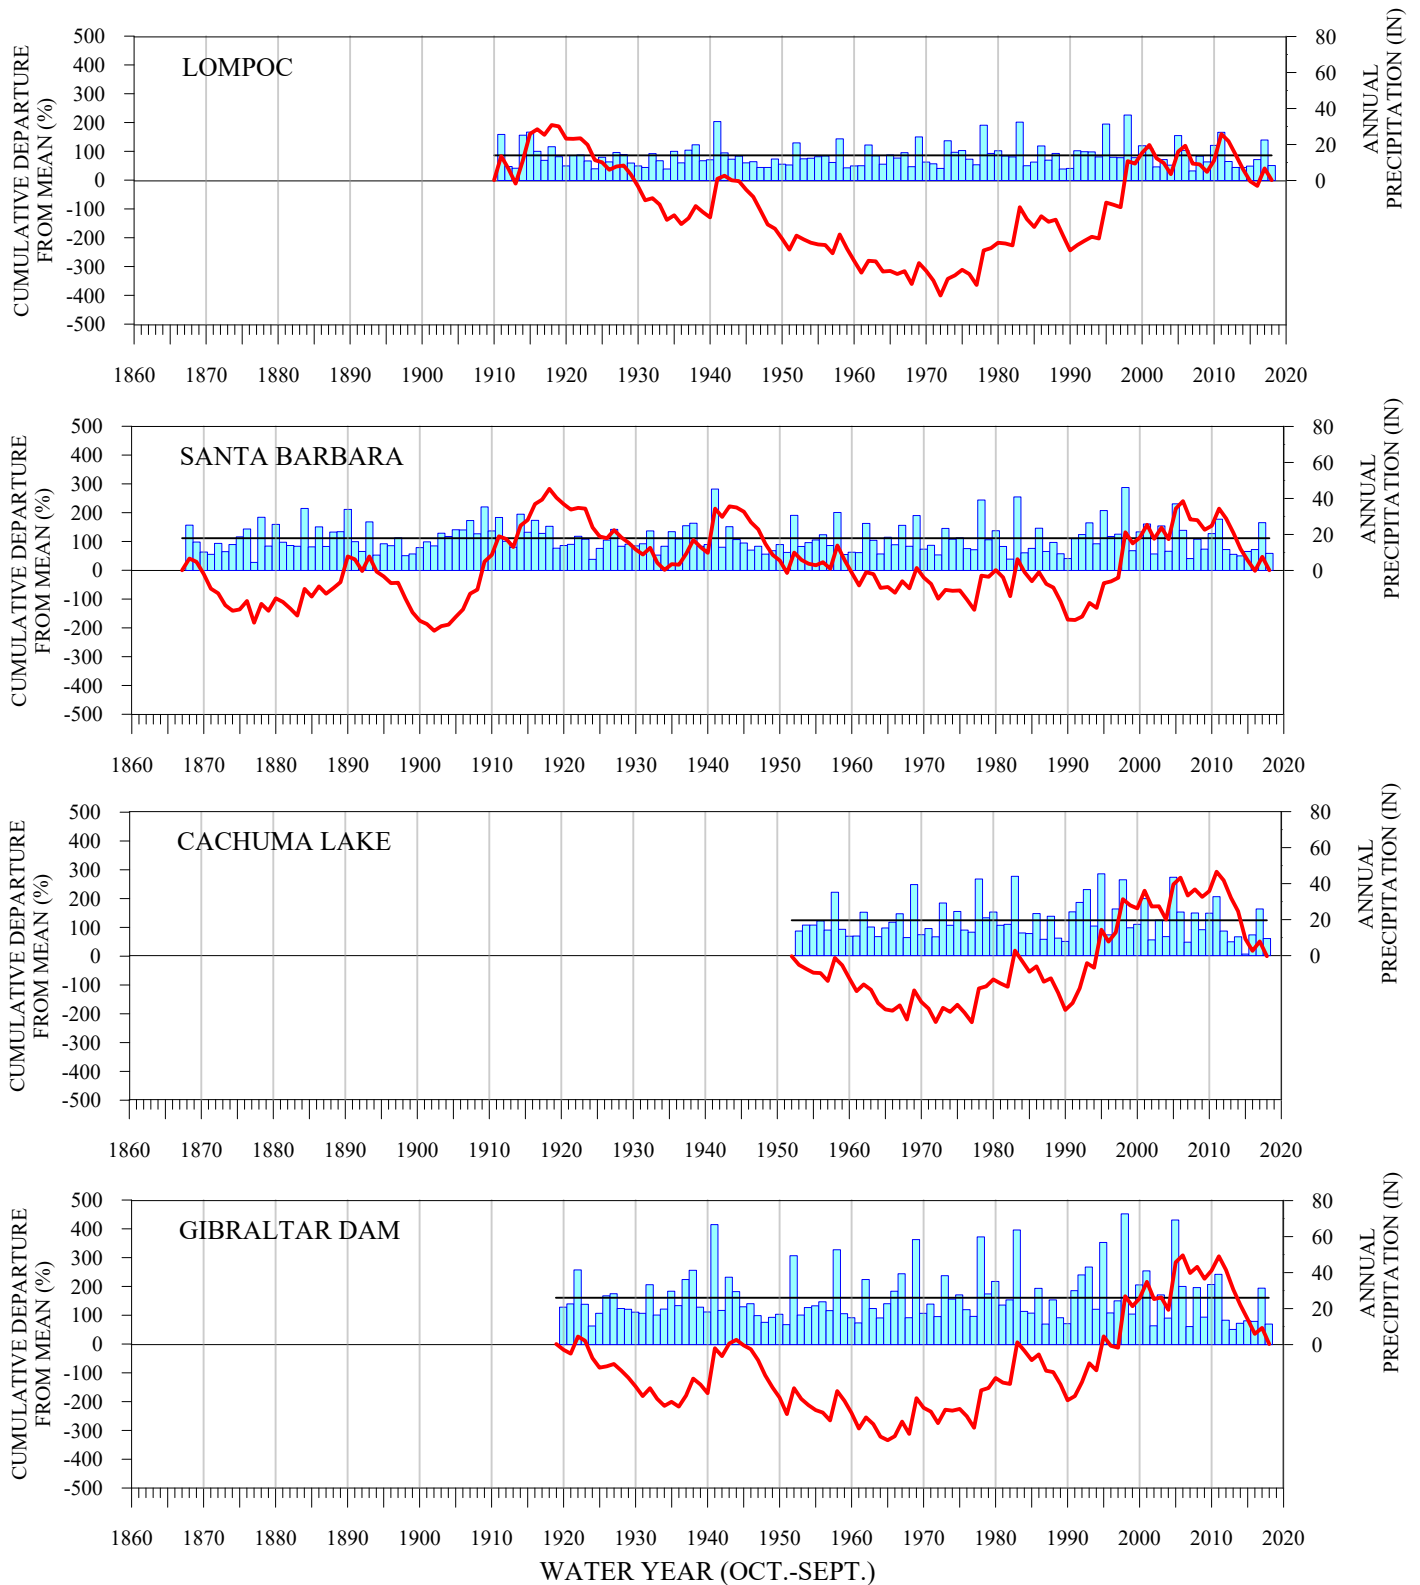 500
400
300
200
100
0
-100
-200
-300
-400
-500
CUMULATIVE DEPARTURE
FROM MEAN (%)
LOMPOC
80
60
40
20
0
ANNUAL
PRECIPITATION (IN)
1860 1870 1880 1890 1900 1910 1920 1930 1940 1950 1960 1970 1980 1990 2000 2010 2020
500
400
300
200
100
0
-100
-200
-300
-400
-500
CUMULATIVE DEPARTURE
FROM MEAN (%)
SANTA BARBARA
80
60
40
20
0
ANNUAL
PRECIPITATION (IN)
1860 1870 1880 1890 1900 1910 1920 1930 1940 1950 1960 1970 1980 1990 2000 2010 2020
500
400
300
200
100
0
-100
-200
-300
-400
-500
CUMULATIVE DEPARTURE
FROM MEAN (%)
CACHUMA LAKE
80
60
40
20
0
ANNUAL
PRECIPITATION (IN)
1860 1870 1880 1890 1900 1910 1920 1930 1940 1950 1960 1970 1980 1990 2000 2010 2020
500
400
300
200
100
0
-100
-200
-300
-400
-500
CUMULATIVE DEPARTURE
FROM MEAN (%)
GIBRALTAR DAM
80
60
40
20
0
ANNUAL
PRECIPITATION (IN)
1860 1870 1880 1890 1900 1910 1920 1930 1940 1950 1960 1970 1980 1990 2000 2010 2020
WATER YEAR (OCT.-SEPT.)